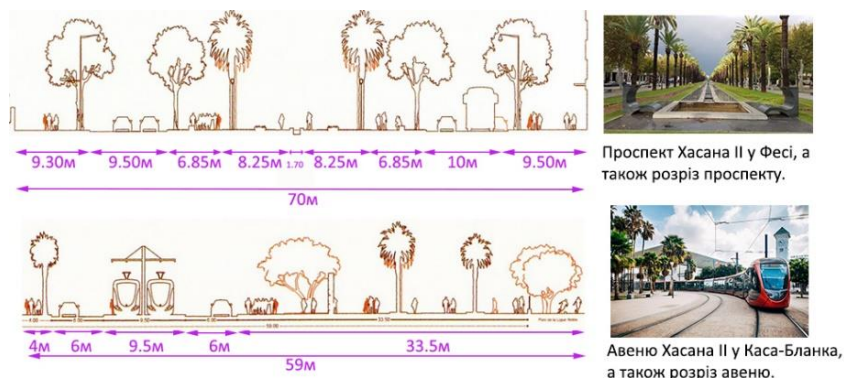 9.30м 9.50м 6.85м 8.25м 1.70 8.25м 6.85м 10м 9.50м
70м
Проспект Хасана II у Фесі, а
також розріз проспекту.
4м 6м 9.5м 6м 33.5м
59м
Авеню Хасана II у Каса-Бланка,
а також розріз авеню.